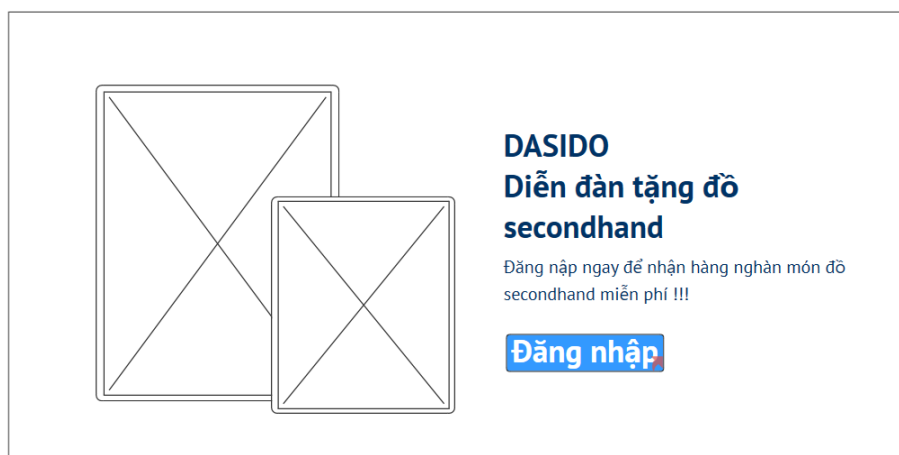 DASIDO
Diễn đàn tặng đồ
secondhand
Đăng nập ngay để nhận hàng nghàn món đồ
secondhand miễn phí !!!
Đăng nhập